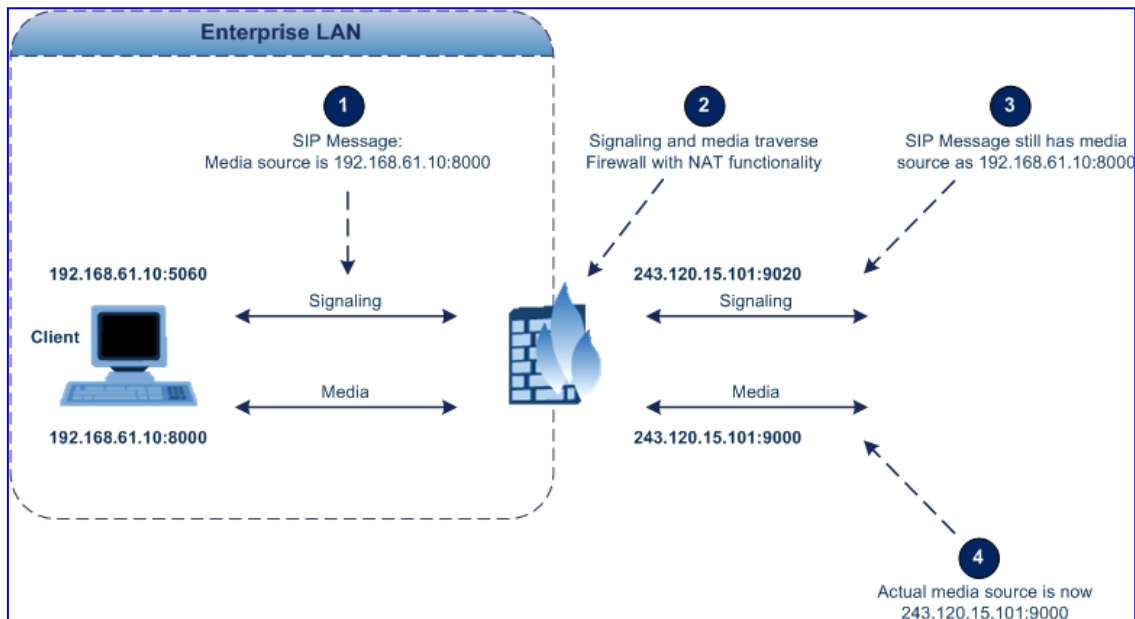 Enterprise LAN
1
SIP Message:
Media source is 192.168.61.10:8000
2
Signaling and media traverse
Firewall with NAT functionality
3
SIP Message still has media
source as 192.168.61.10:8000
192.168.61.10:5060
Signaling
243.120.15.101:9020
Signaling
Client
Media
192.168.61.10:8000
Media
243.120.15.101:9000
4
Actual media source is now
243.120.15.101:9000